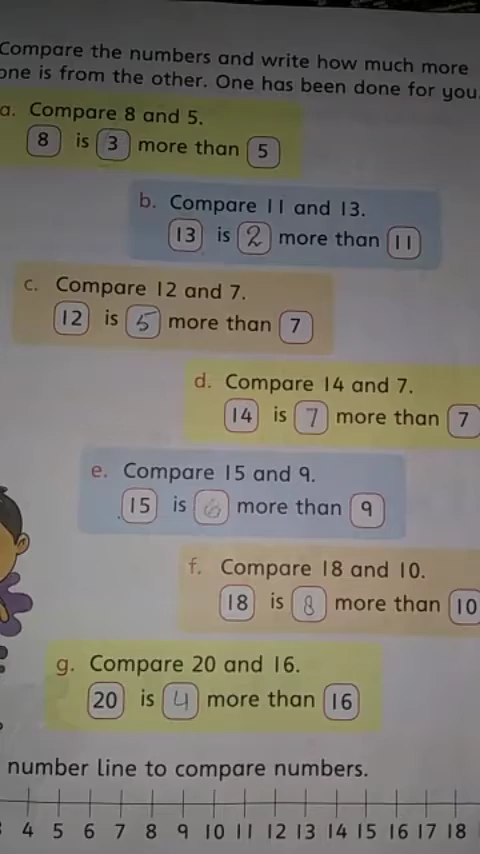 Compare the numbers and write how much more
one is from the other. One has been done for you.
a. Compare 8 and 5.
8 is 3 more than 5
b. Compare 11 and 13.
13 is 2 more than 11
c. Compare 12 and 7.
12 is 5 more than 7
d. Compare 14 and 7.
14 is 7 more than 7
e. Compare 15 and 9.
15 is 6 more than 9
f. Compare 18 and 10.
18 is 8 more than 10
g. Compare 20 and 16.
20 is 4 more than 16
number line to compare numbers.
4 5 6 7 8 9 10 11 12 13 14 15 16 17 18